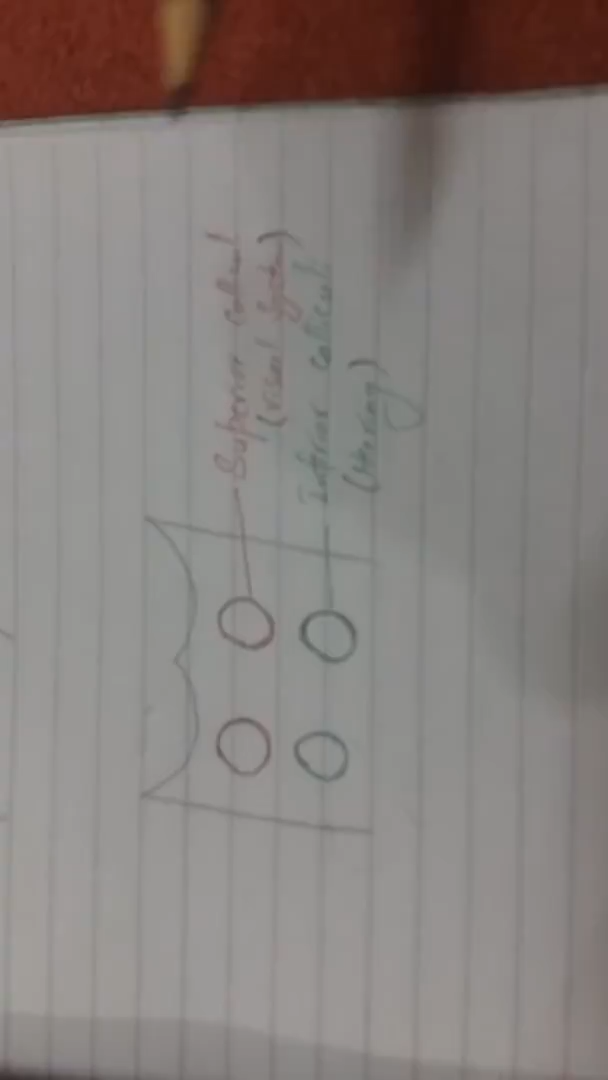 Superior colliculi
(visual system)
Inferior colliculi
(Hearing)